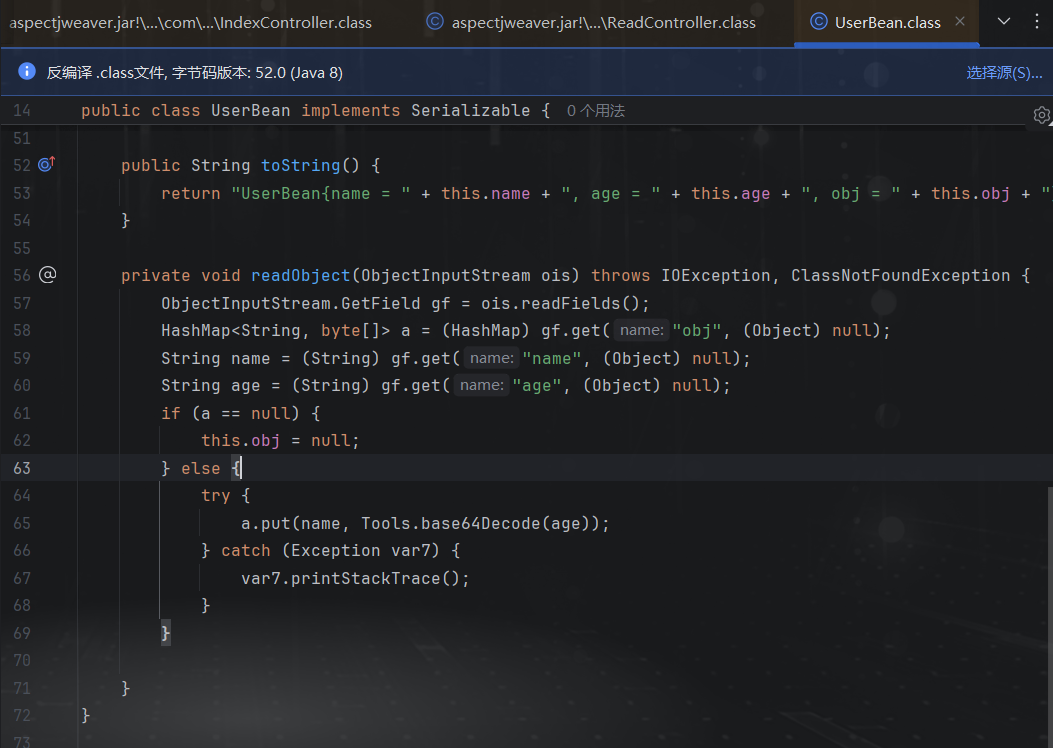 aspectjweaver.jar!\...\com\...\IndexController.class aspectjweaver.jar!\...\ReadController.class UserBean.class
反编译 .class文件, 字节码版本: 52.0 (Java 8) 选择源(S)...
14 public class UserBean implements Serializable { 0 个用法
51
52 public String toString() {
53 return "UserBean{name = " + this.name + ", age = " + this.age + ", obj = " + this.obj + "
54 }
55
56 private void readObject(ObjectInputStream ois) throws IOException, ClassNotFoundException {
57 ObjectInputStream.GetField gf = ois.readFields();
58 HashMap<String, byte[]> a = (HashMap) gf.get( name: "obj", (Object) null);
59 String name = (String) gf.get( name: "name", (Object) null);
60 String age = (String) gf.get( name: "age", (Object) null);
61 if (a == null) {
62 this.obj = null;
63 } else {
64 try {
65 a.put(name, Tools.base64Decode(age));
66 } catch (Exception var7) {
67 var7.printStackTrace();
68 }
69 }
70
71 }
72 }
73